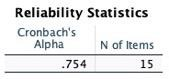 Reliability Statistics
Cronbach's
Alpha N of Items
.754 15